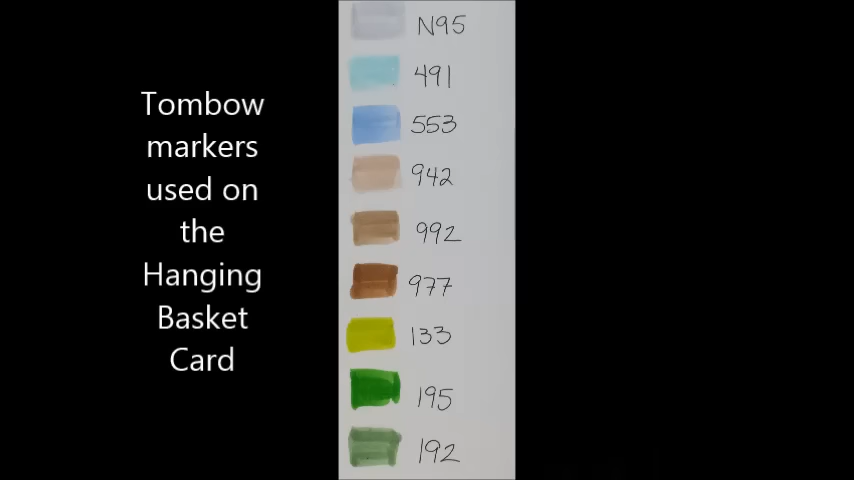 Tombow
markers
used on
the
Hanging
Basket
Card
N95
491
553
942
992
977
133
195
192